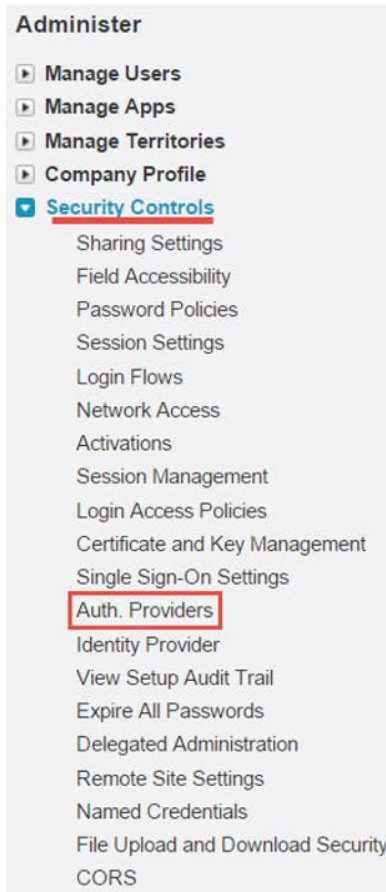 Administer
Manage Users
Manage Apps
Manage Territories
Company Profile
Security Controls
Sharing Settings
Field Accessibility
Password Policies
Session Settings
Login Flows
Network Access
Activations
Session Management
Login Access Policies
Certificate and Key Management
Single Sign-On Settings
Auth. Providers
Identity Provider
View Setup Audit Trail
Expire All Passwords
Delegated Administration
Remote Site Settings
Named Credentials
File Upload and Download Security
CORS